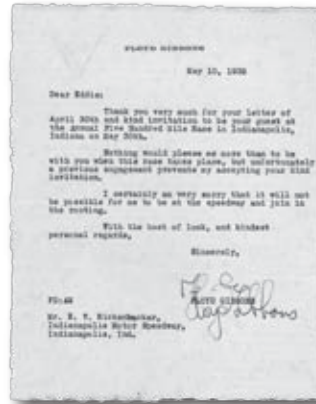 FLOYD GIBBONS
May 10, 1932
Dear Eddie:
Thank you very much for your letter of
April 30th and kind invitation to be your guest at
the Annual Five Hundred Mile Race in Indianapolis,
Indiana on May 30th.
Nothing would please me more than to be
with you when this race takes place, but unfortunately
a previous engagement prevents my accepting your kind
invitation.
I certainly am very sorry that it will not
be possible for me to be at the speedway and join in
the rooting.
With the best of luck, and kindest
personal regards,
Sincerely,
Floyd Gibbons
FLOYD GIBBONS
Mr. E. V. Rickenbacker,
Indianapolis Motor Speedway,
Indianapolis, Ind.